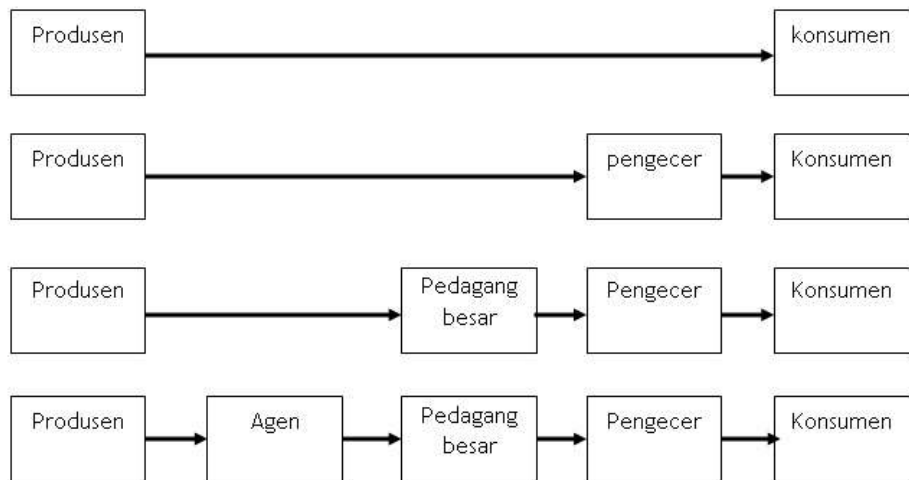 Produsen
konsumen
Produsen
pengecer
Konsumen
Produsen
Pedagang
besar
Pengecer
Konsumen
Produsen
Agen
Pedagang
besar
Pengecer
Konsumen